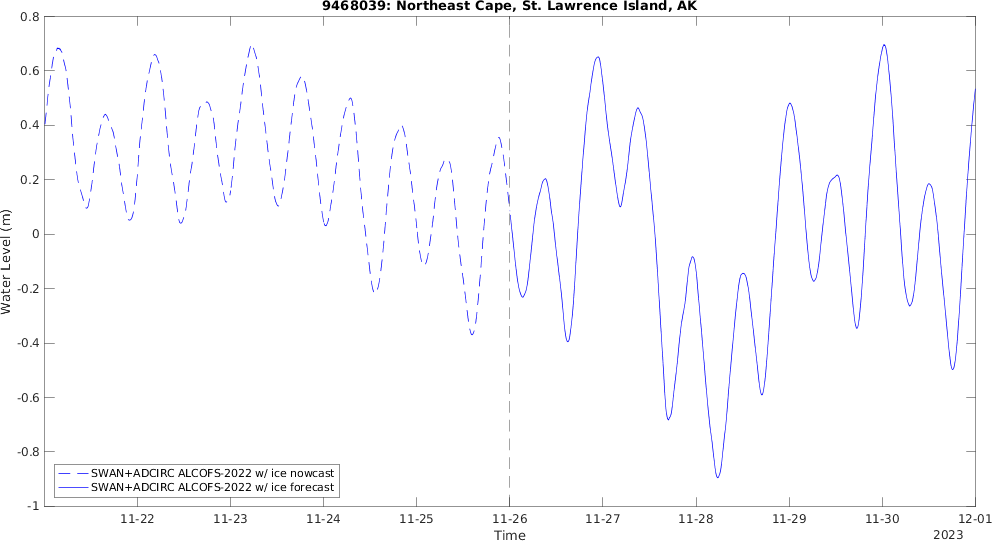 9468039: Northeast Cape, St. Lawrence Island, AK
0.8
0.6
0.4
0.2
0
-0.2
-0.4
-0.6
-0.8
-1
Water Level (m)
SWAN+ADCIRC ALCOFS-2022 w/ ice nowcast
SWAN+ADCIRC ALCOFS-2022 w/ ice forecast
11-22 11-23 11-24 11-25 11-26 11-27 11-28 11-29 11-30 12-01
Time
2023